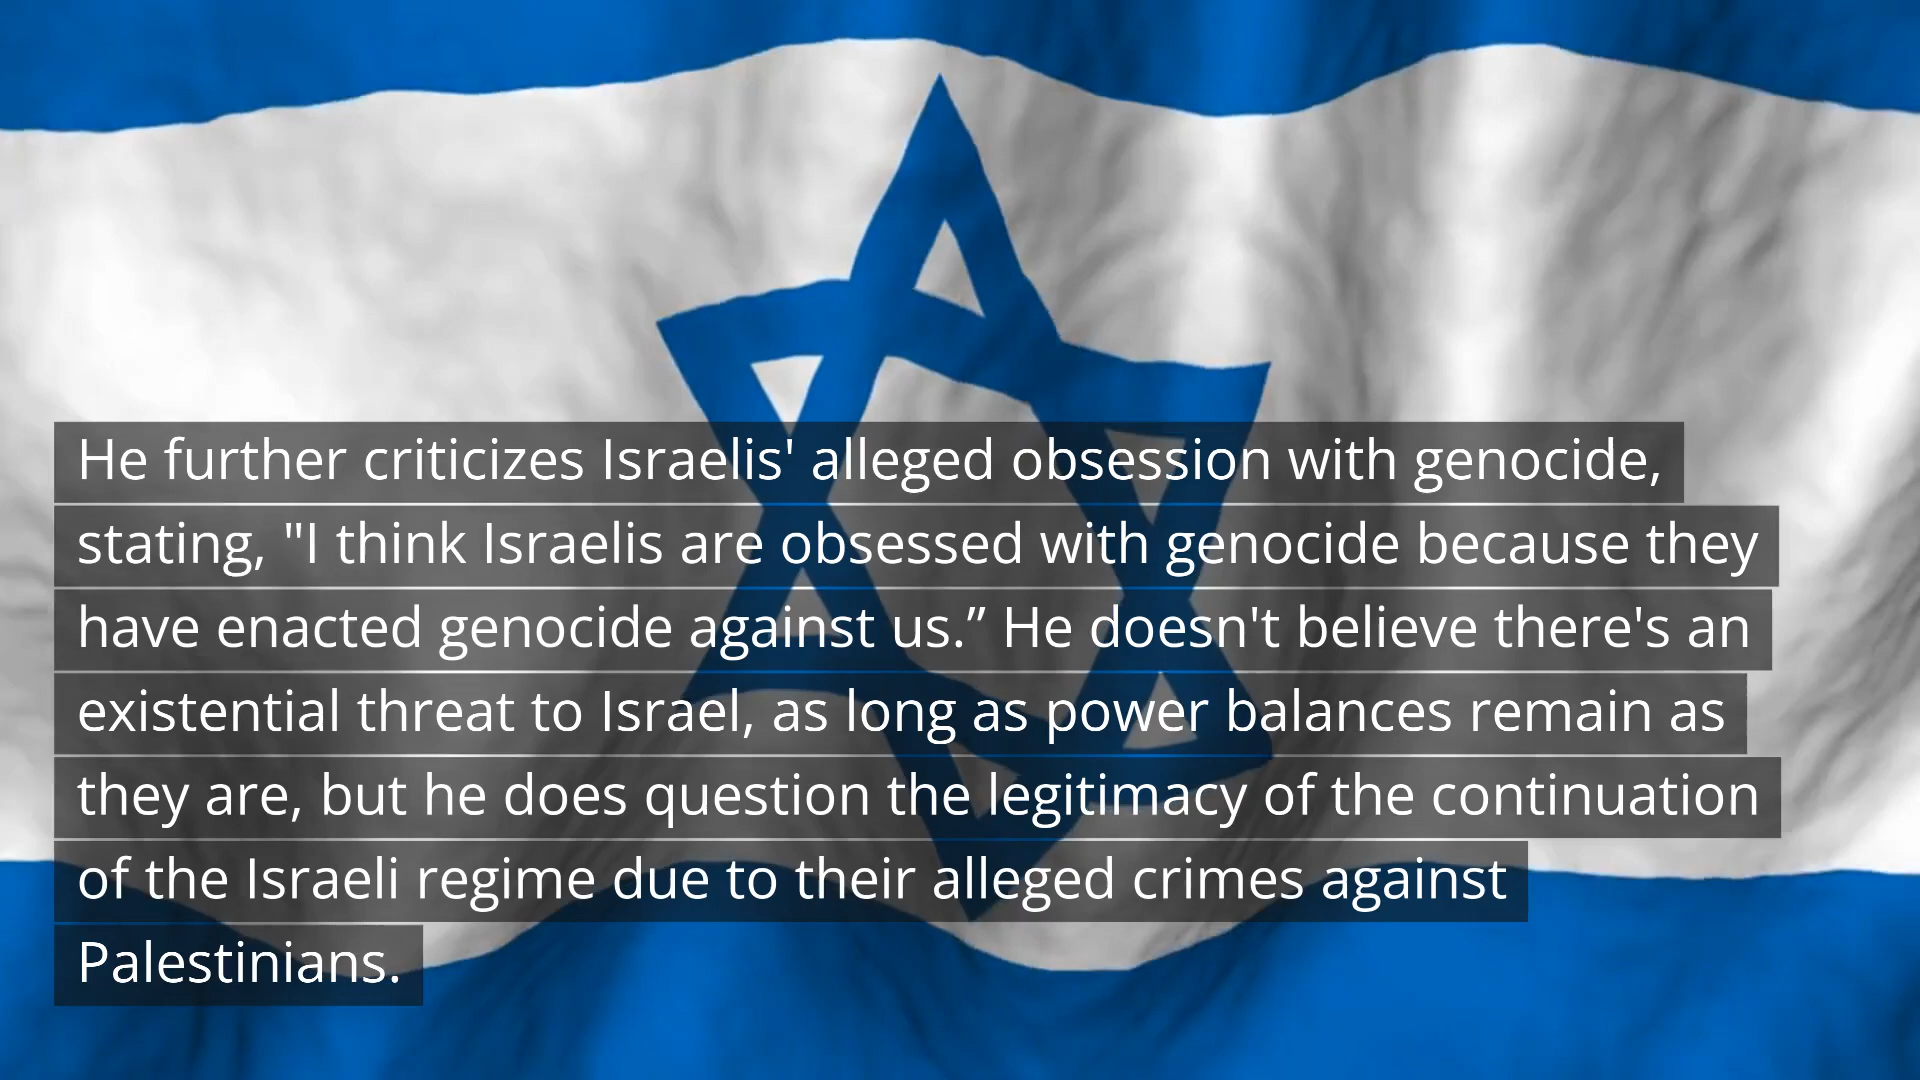 He further criticizes Israelis' alleged obsession with genocide,
stating, "I think Israelis are obsessed with genocide because they
have enacted genocide against us.” He doesn't believe there's an
existential threat to Israel, as long as power balances remain as
they are, but he does question the legitimacy of the continuation
of the Israeli regime due to their alleged crimes against
Palestinians.